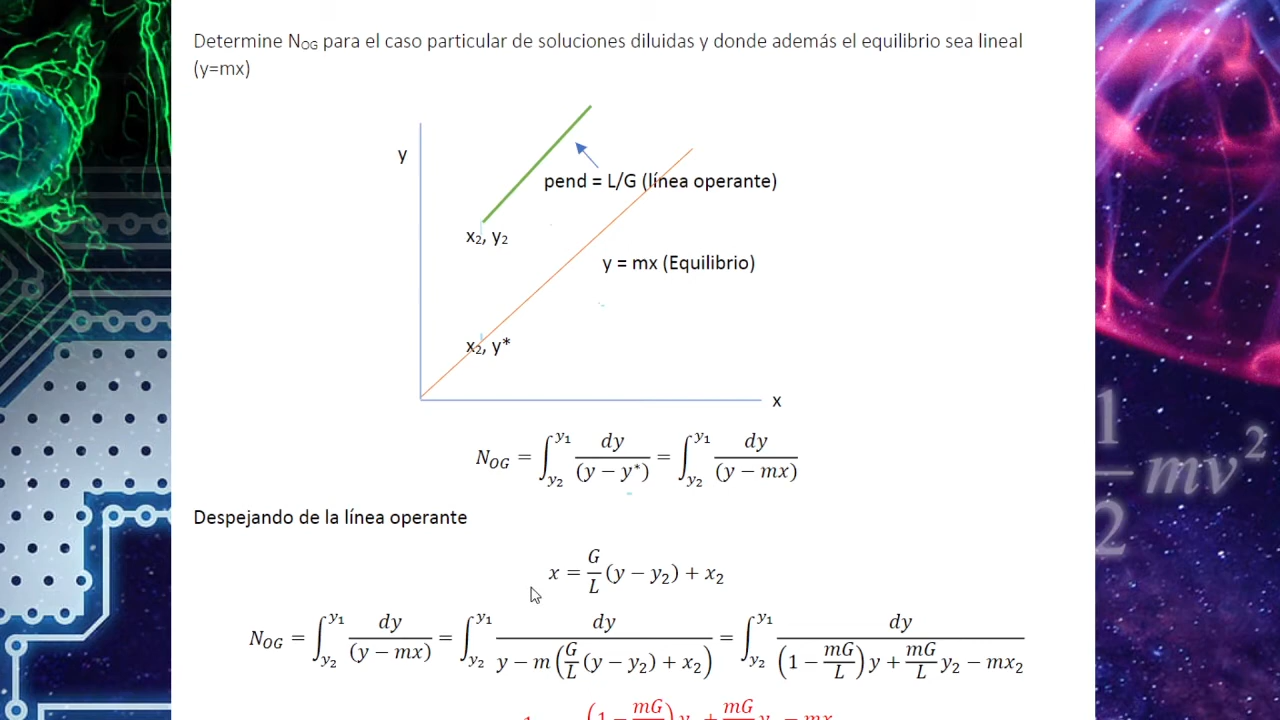 Determine N_OG para el caso particular de soluciones diluidas y donde además el equilibrio sea lineal
(y=mx)
y
pend = L/G (línea operante)
x₂, y₂
y = mx (Equilibrio)
x₂, y*
x
N_OG = ∫_{y₂}^{y₁} dy/(y − y*) = ∫_{y₂}^{y₁} dy/(y − mx)
Despejando de la línea operante
x = G/L (y − y₂) + x₂
N_OG = ∫_{y₂}^{y₁} dy/(y − mx) = ∫_{y₂}^{y₁} dy/(y − m(G/L (y − y₂) + x₂)) = ∫_{y₂}^{y₁} dy/((1 − mG/L) y + mG/L y₂ − mx₂)
1/2 mv²